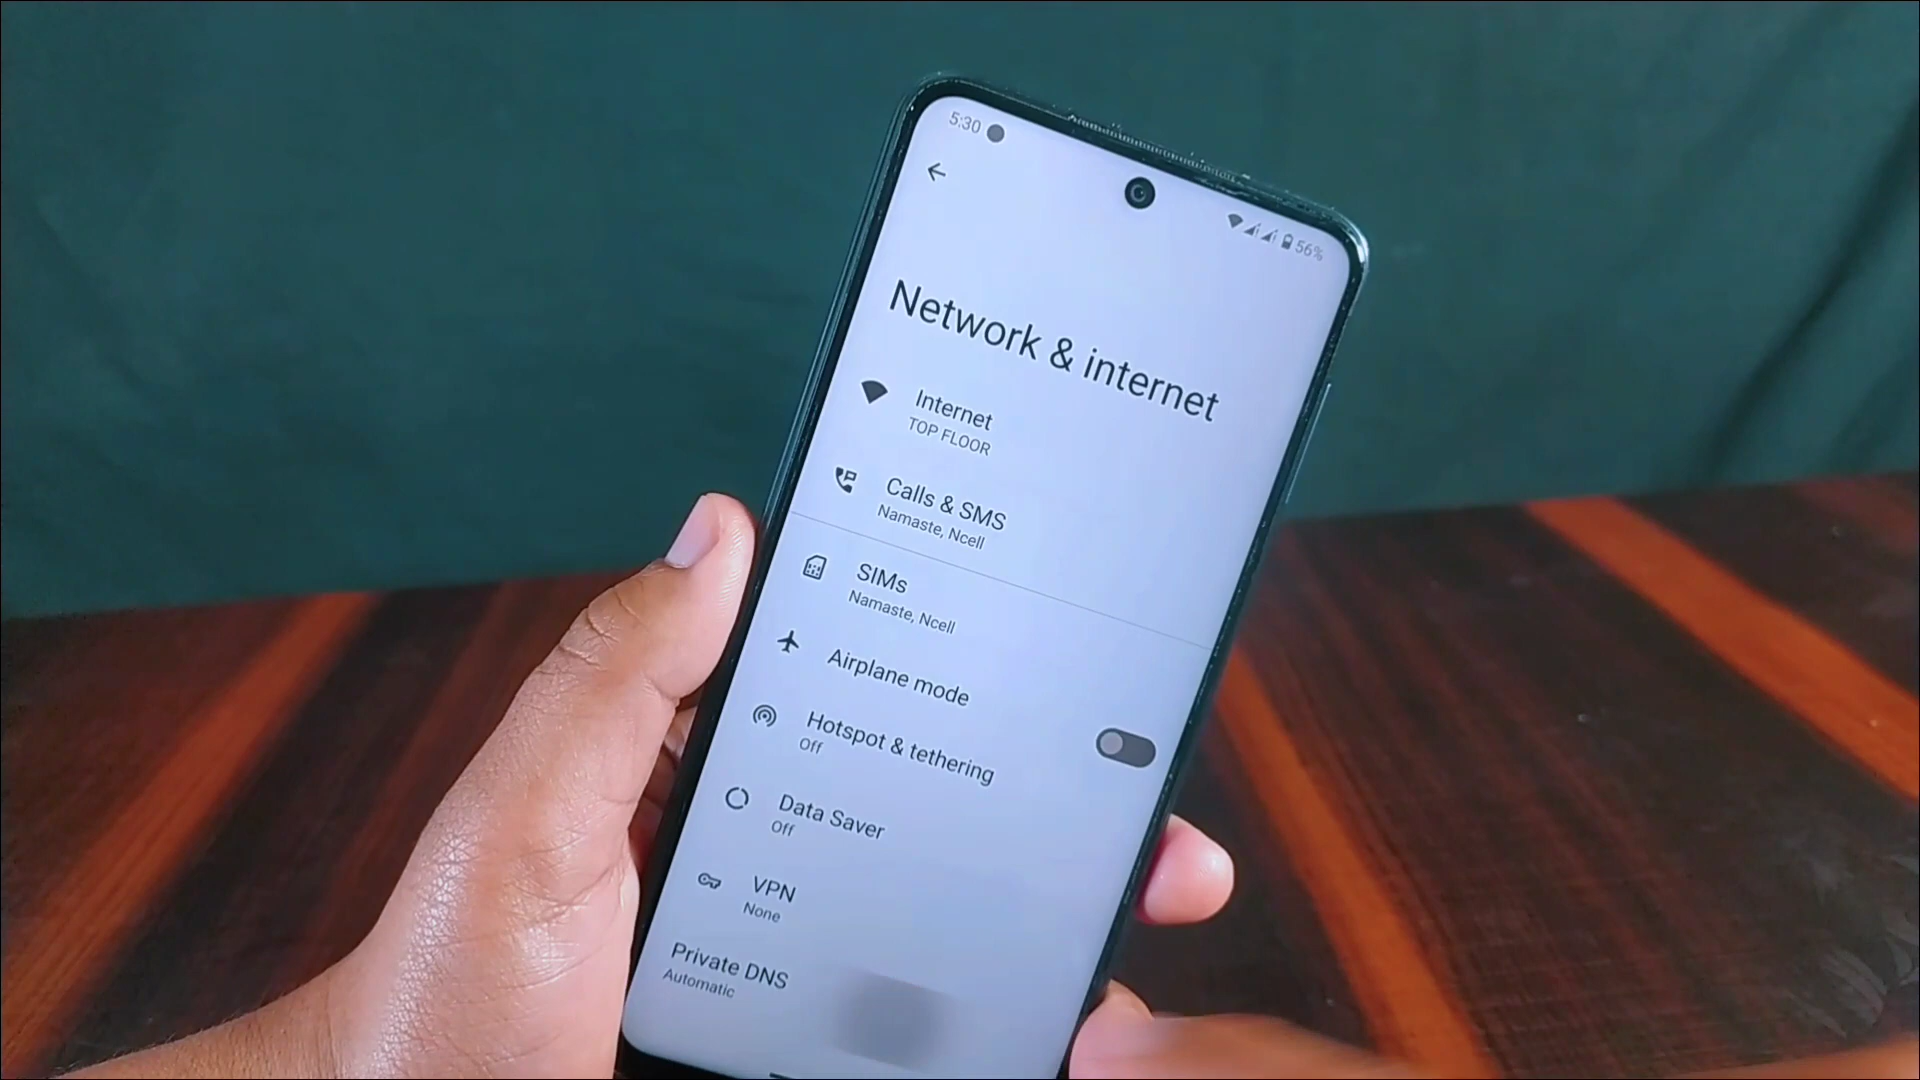 5:30
56%
Network & internet
Internet
TOP FLOOR
Calls & SMS
Namaste, Ncell
SIMs
Namaste, Ncell
Airplane mode
Hotspot & tethering
Off
Data Saver
Off
VPN
None
Private DNS
Automatic